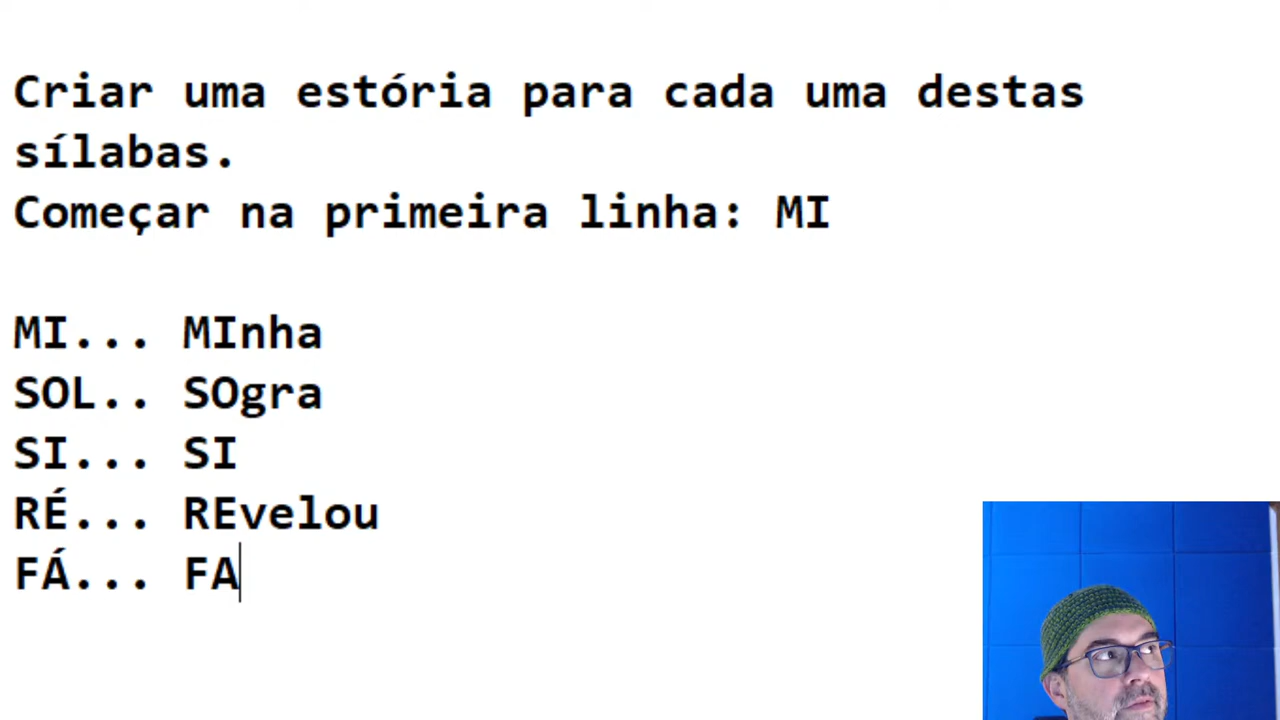 Criar uma estória para cada uma destas
sílabas.
Começar na primeira linha: MI
MI... MInha
SOL.. SOgra
SI... SI
RÉ... REvelou
FÁ... FA